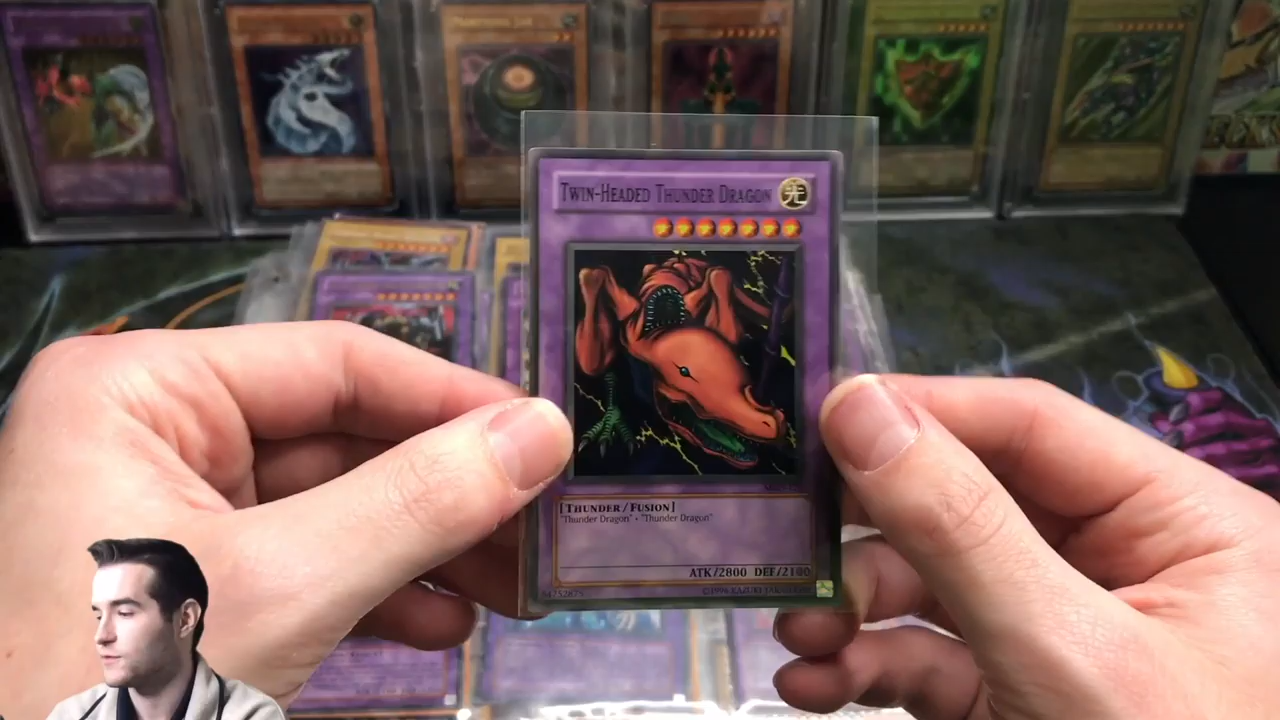 TWIN-HEADED THUNDER DRAGON 光
[THUNDER/FUSION]
"Thunder Dragon" + "Thunder Dragon"
ATK/2800 DEF/2100